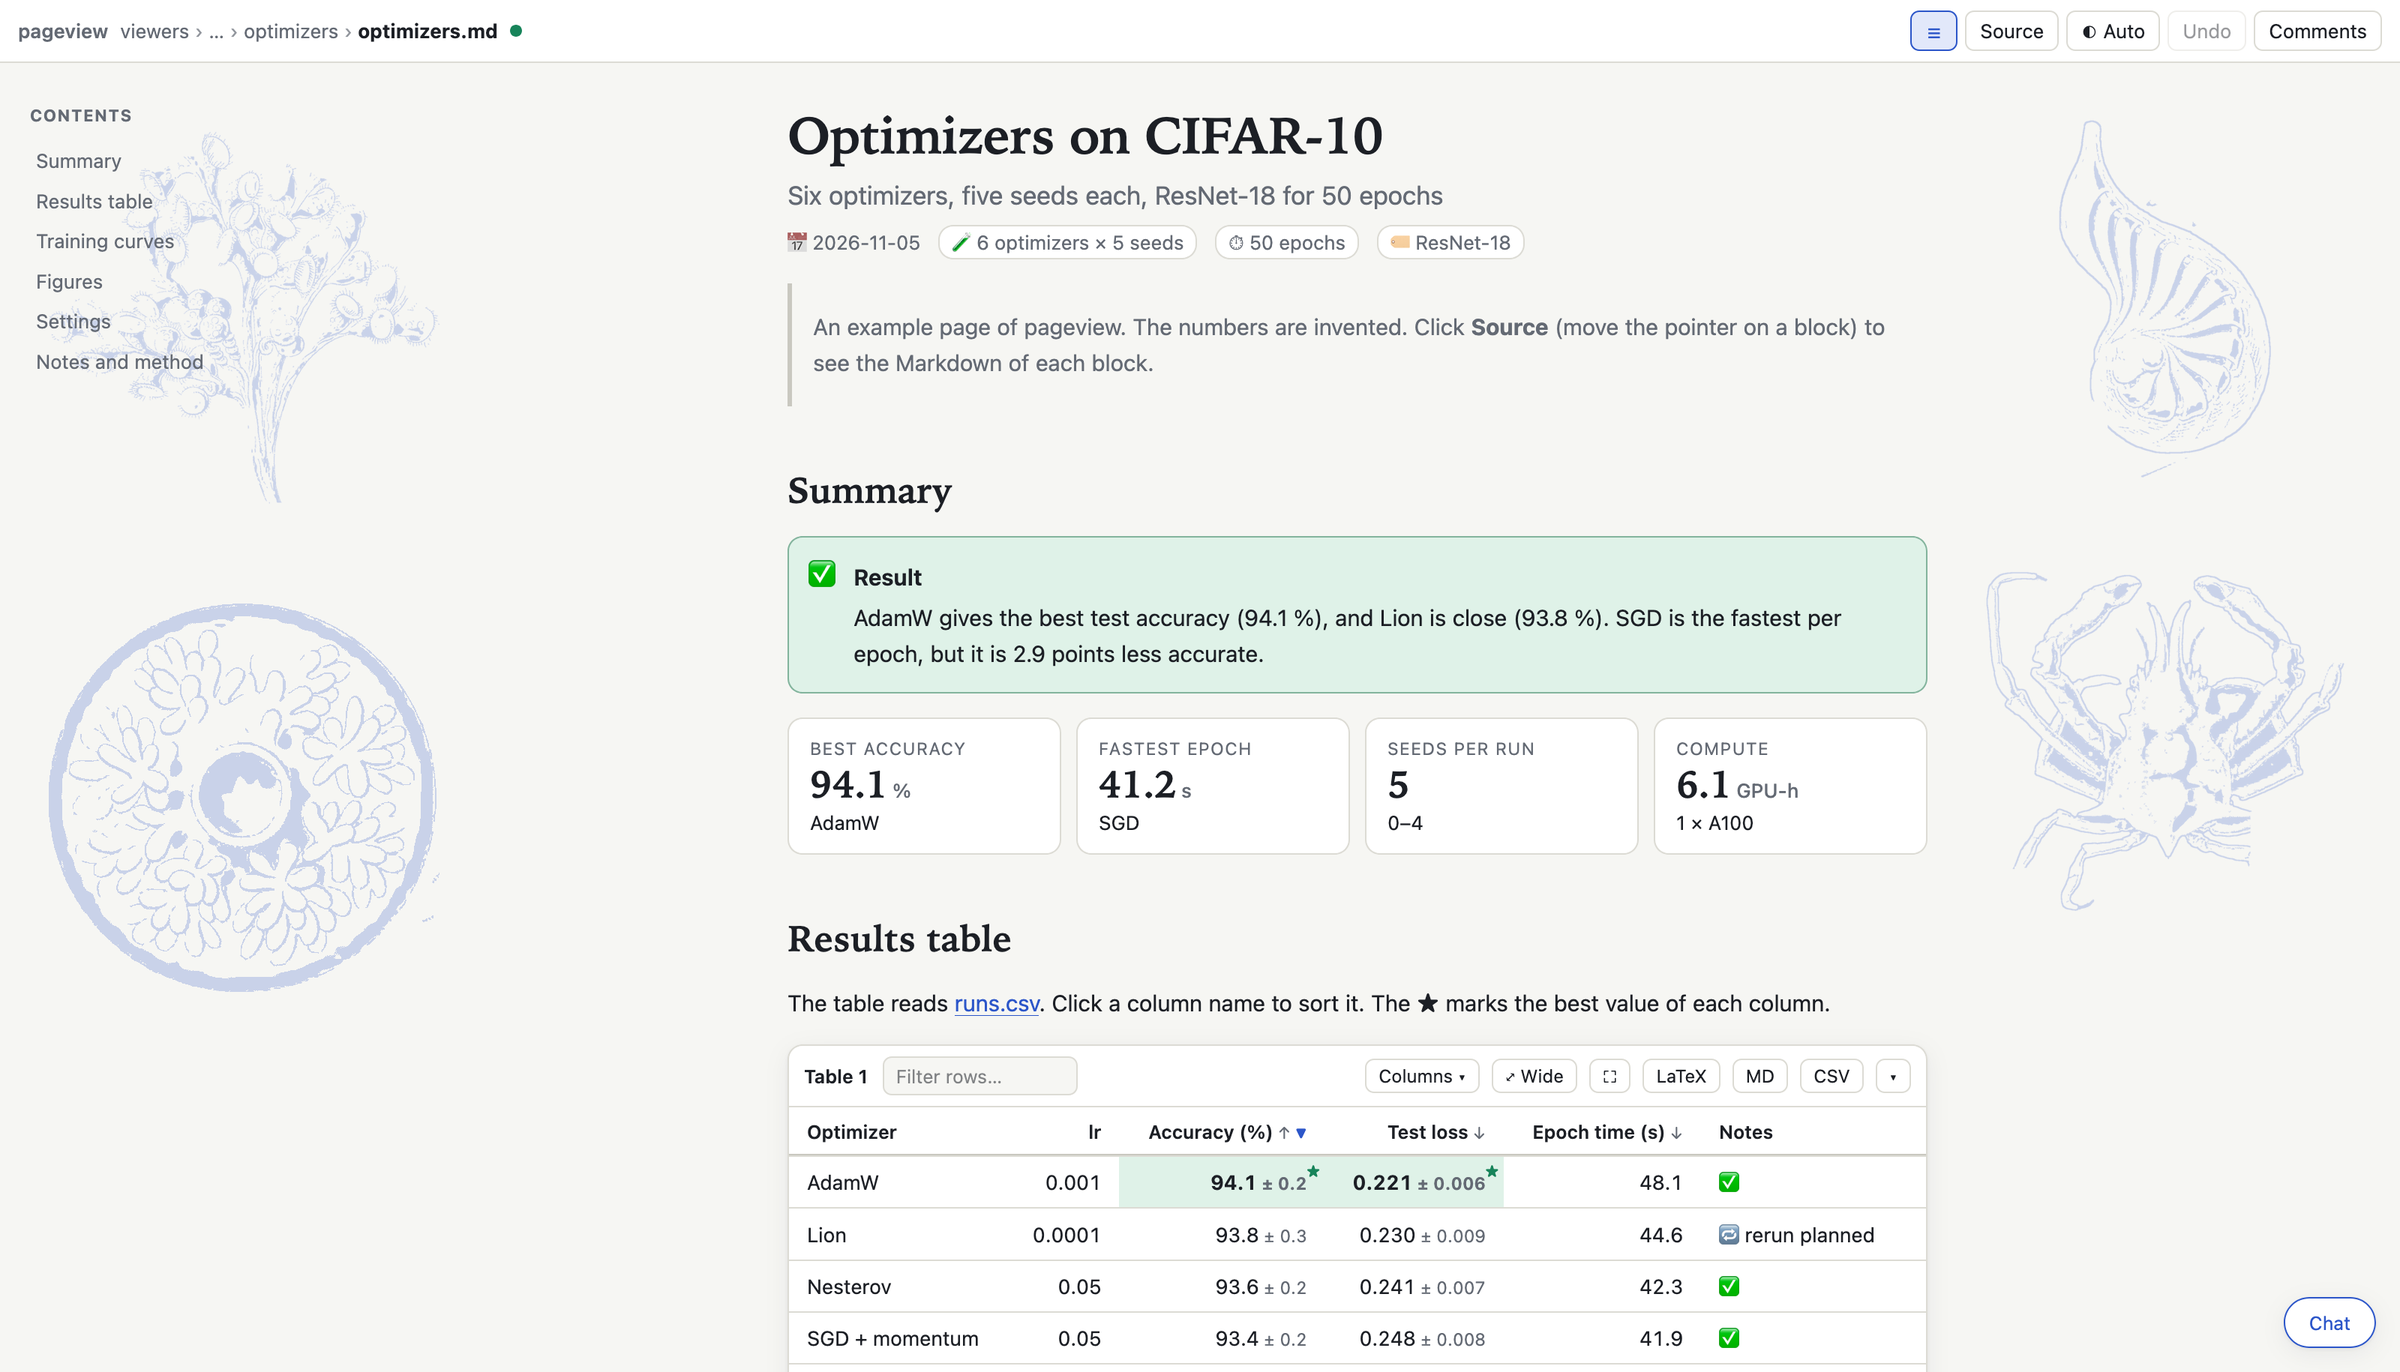 pageview viewers › ... › optimizers › optimizers.md
≡ Source Auto Undo Comments
CONTENTS
Summary
Results table
Training curves
Figures
Settings
Notes and method
Optimizers on CIFAR-10
Six optimizers, five seeds each, ResNet-18 for 50 epochs
📅 2026-11-05 🧪 6 optimizers × 5 seeds ⏱ 50 epochs 🏷️ ResNet-18
An example page of pageview. The numbers are invented. Click Source (move the pointer on a block) to
see the Markdown of each block.
Summary
✅ Result
AdamW gives the best test accuracy (94.1 %), and Lion is close (93.8 %). SGD is the fastest per
epoch, but it is 2.9 points less accurate.
BEST ACCURACY
94.1 %
AdamW
FASTEST EPOCH
41.2 s
SGD
SEEDS PER RUN
5
0–4
COMPUTE
6.1 GPU-h
1 × A100
Results table
The table reads runs.csv. Click a column name to sort it. The ★ marks the best value of each column.
Table 1 Filter rows... Columns ▾ ⤢ Wide ⛶ LaTeX MD CSV ▾
Optimizer lr Accuracy (%) ↑ ▼ Test loss ↓ Epoch time (s) ↓ Notes
AdamW 0.001 94.1 ± 0.2 ★ 0.221 ± 0.006 ★ 48.1 ✅
Lion 0.0001 93.8 ± 0.3 0.230 ± 0.009 44.6 🔁 rerun planned
Nesterov 0.05 93.6 ± 0.2 0.241 ± 0.007 42.3 ✅
SGD + momentum 0.05 93.4 ± 0.2 0.248 ± 0.008 41.9 ✅
Chat